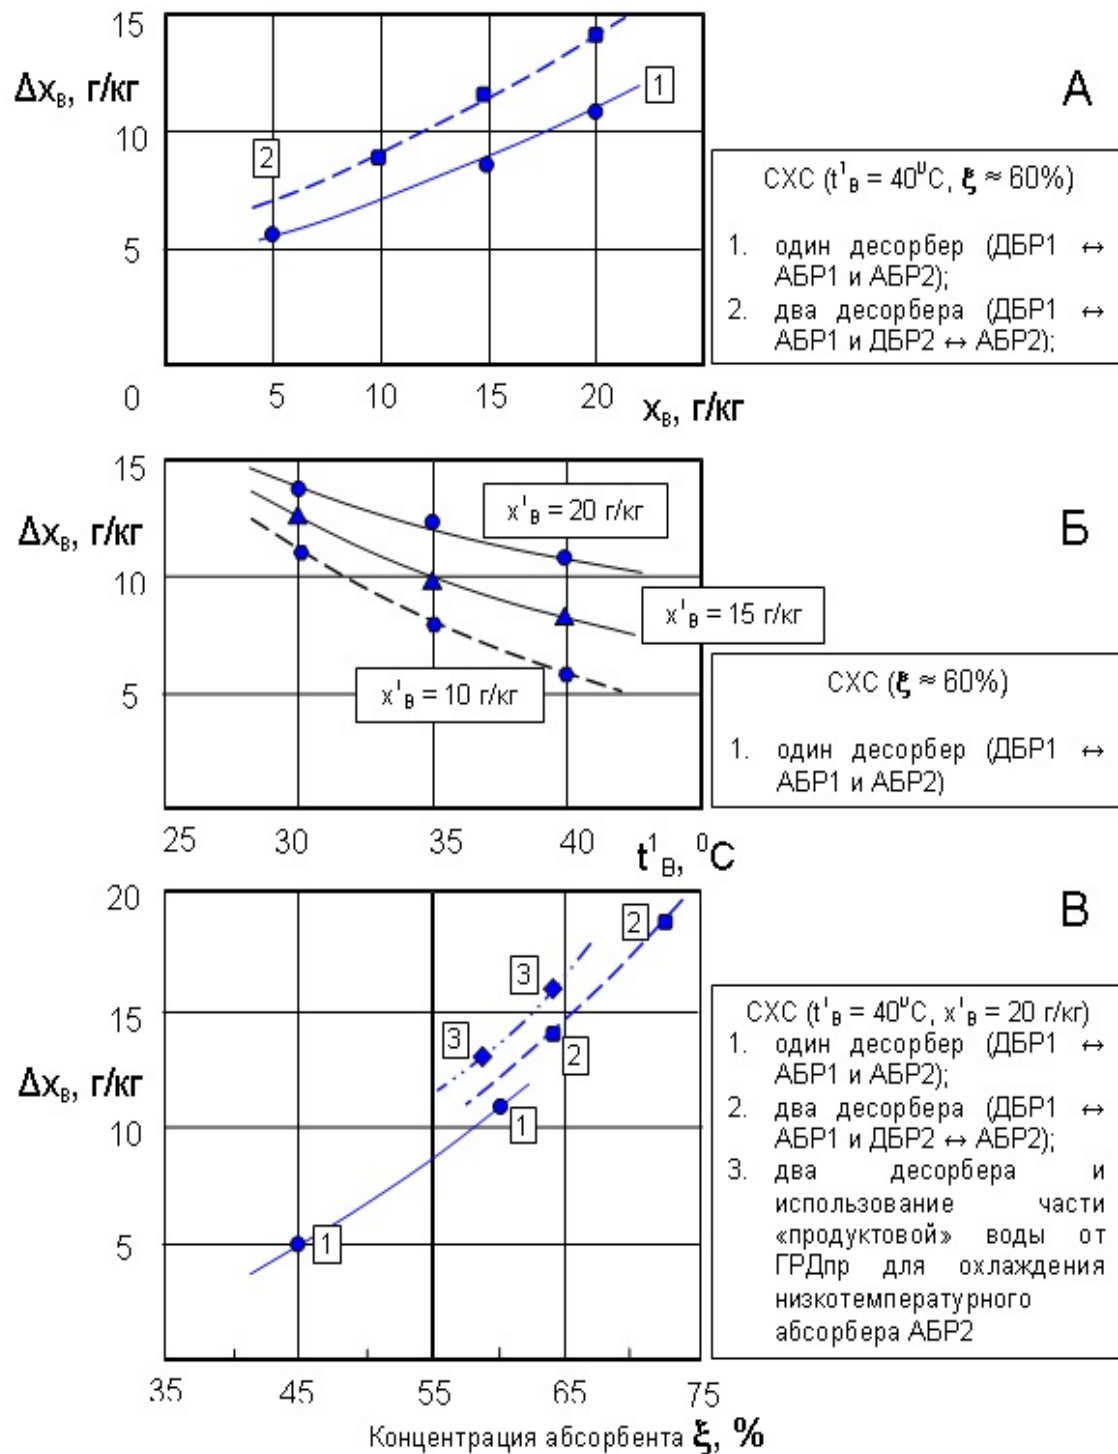 15
Δxв, г/кг
10
5
0
5
10
15
20
xв, г/кг
1
2
А
СХС (t¹в = 40⁰С, ξ ≈ 60%)
1. один десорбер (ДБР1 ↔
АБР1 и АБР2);
2. два десорбера (ДБР1 ↔
АБР1 и ДБР2 ↔ АБР2);
15
Δxв, г/кг
10
5
25
30
35
40
t¹в, ⁰С
x¹в = 20 г/кг
x¹в = 15 г/кг
x¹в = 10 г/кг
Б
СХС (ξ ≈ 60%)
1. один десорбер (ДБР1 ↔
АБР1 и АБР2)
20
15
Δxв, г/кг
10
5
35
45
55
65
75
Концентрация абсорбента ξ, %
2
3
3
2
1
1
В
СХС (t¹в = 40⁰С, x¹в = 20 г/кг)
1. один десорбер (ДБР1 ↔
АБР1 и АБР2);
2. два десорбера (ДБР1 ↔
АБР1 и ДБР2 ↔ АБР2);
3. два десорбера и
использование части
«продуктовой» воды от
ГРДпр для охлаждения
низкотемпературного
абсорбера АБР2